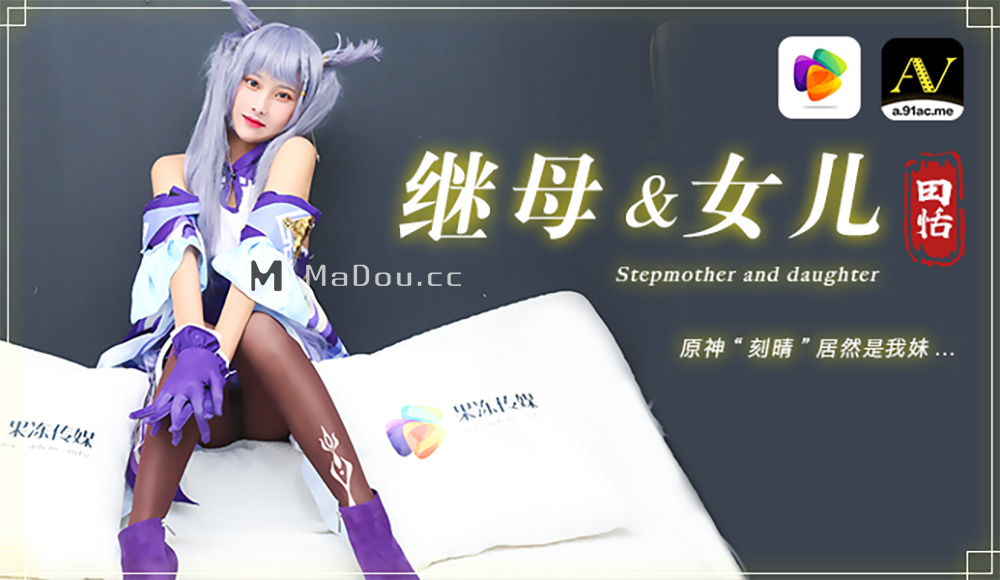 AV
a.91ac.me
继母&女儿
田恬
Stepmother and daughter
M MaDou.cc
原神“刻晴”居然是我妹...
果冻传媒
果冻传媒